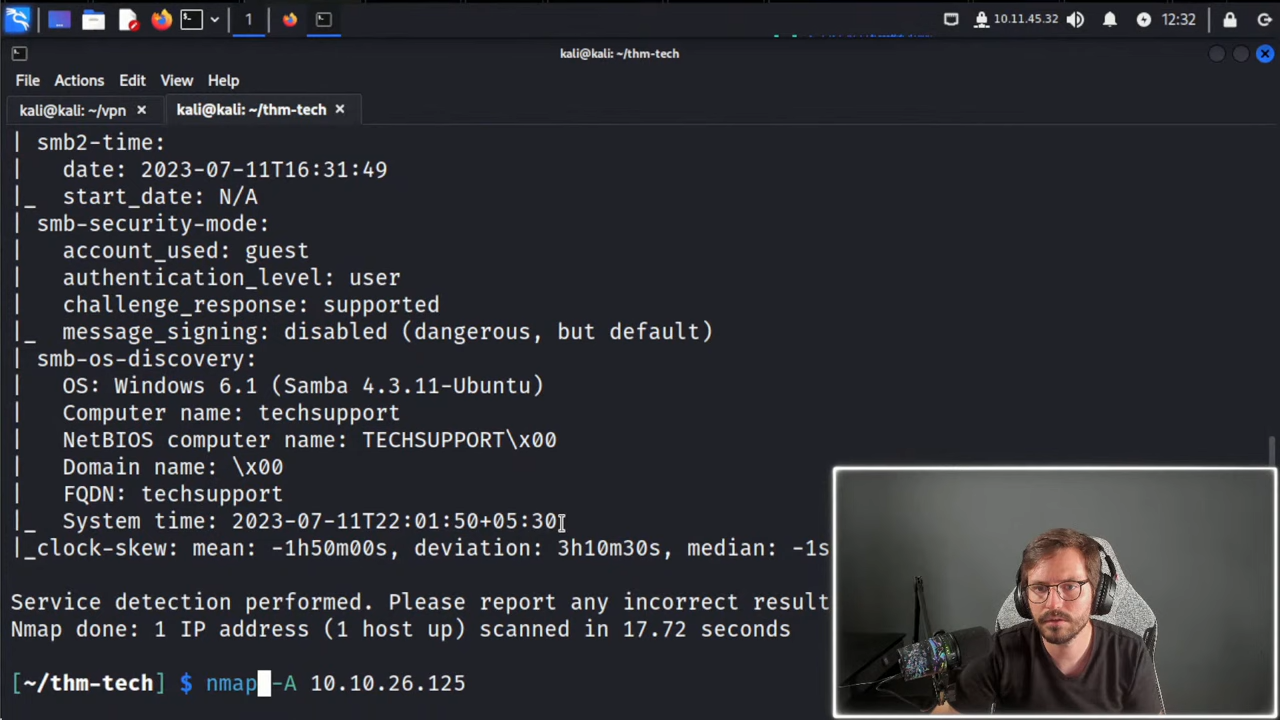 1
10.11.45.32
12:32
kali@kali: ~/thm-tech
File Actions Edit View Help
kali@kali: ~/vpn
kali@kali: ~/thm-tech
| smb2-time:
|   date: 2023-07-11T16:31:49
|_  start_date: N/A
| smb-security-mode:
|   account_used: guest
|   authentication_level: user
|   challenge_response: supported
|_  message_signing: disabled (dangerous, but default)
| smb-os-discovery:
|   OS: Windows 6.1 (Samba 4.3.11-Ubuntu)
|   Computer name: techsupport
|   NetBIOS computer name: TECHSUPPORT\x00
|   Domain name: \x00
|   FQDN: techsupport
|_  System time: 2023-07-11T22:01:50+05:30
|_clock-skew: mean: -1h50m00s, deviation: 3h10m30s, median: -1s
Service detection performed. Please report any incorrect result
Nmap done: 1 IP address (1 host up) scanned in 17.72 seconds
[~/thm-tech] $ nmap -A 10.10.26.125